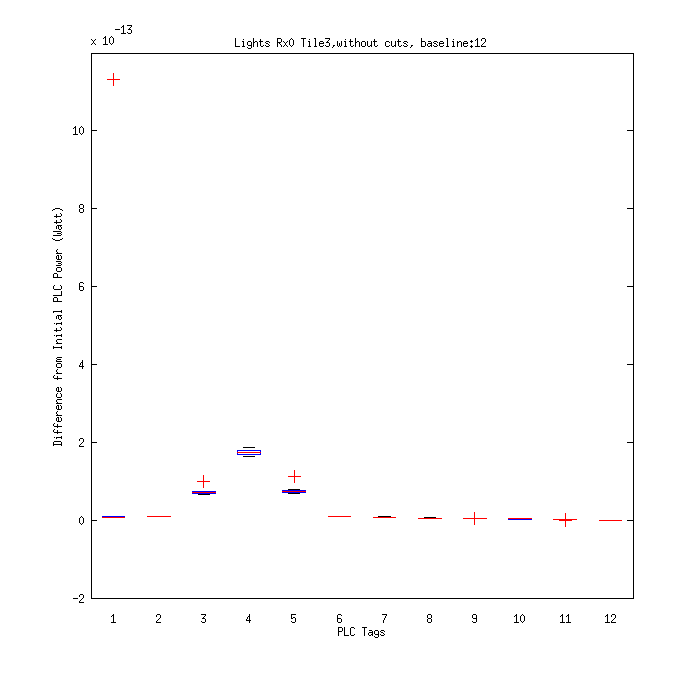 x 10^-13
Lights Rx0 Tile3,without cuts, baseline:12
10
8
6
4
2
0
-2
Difference from Initial PLC Power (Watt)
1 2 3 4 5 6 7 8 9 10 11 12
PLC Tags